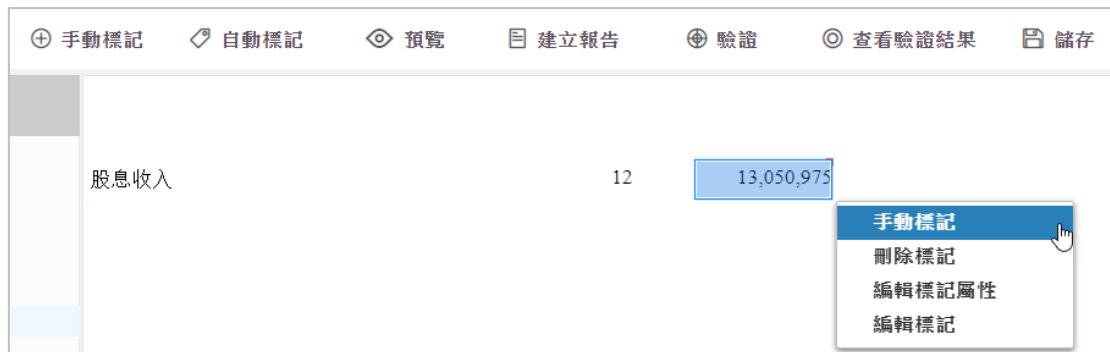 手動標記 自動標記 預覽 建立報告 驗證 查看驗證結果 儲存
股息收入 12 13,050,975
手動標記
刪除標記
編輯標記屬性
編輯標記